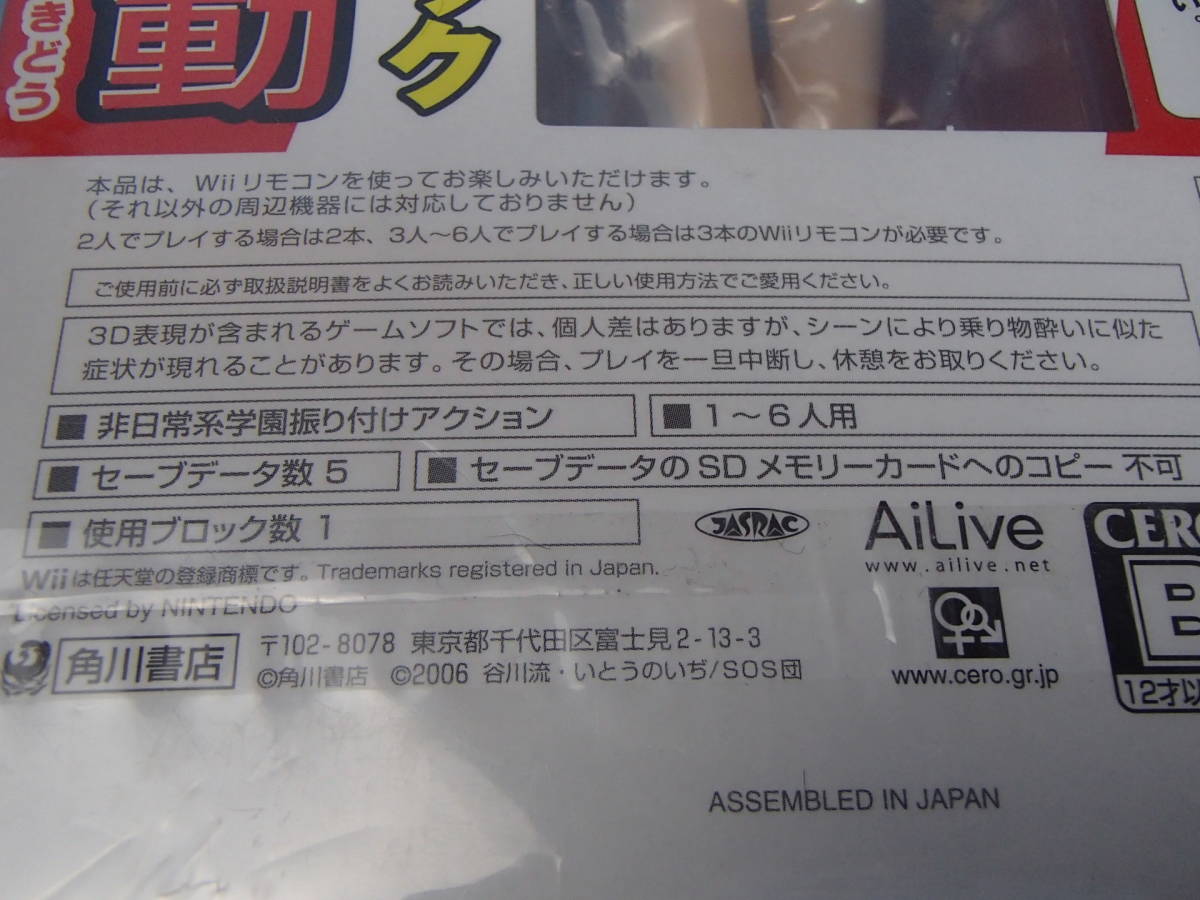 きどう
動
ック
い。
本品は、Wiiリモコンを使ってお楽しみいただけます。
(それ以外の周辺機器には対応しておりません)
2人でプレイする場合は2本、3人〜6人でプレイする場合は3本のWiiリモコンが必要です。
ご使用前に必ず取扱説明書をよくお読みいただき、正しい使用方法でご愛用ください。
3D表現が含まれるゲームソフトでは、個人差はありますが、シーンにより乗り物酔いに似た
症状が現れることがあります。その場合、プレイを一旦中断し、休憩をお取りください。
■ 非日常系学園振り付けアクション
■ 1〜6人用
■ セーブデータ数 5
■ セーブデータのSDメモリーカードへのコピー 不可
■ 使用ブロック数 1
JASRAC
AiLive
www.ailive.net
CERO
B
12才以
Wiiは任天堂の登録商標です。Trademarks registered in Japan.
Licensed by NINTENDO
角川書店
〒102-8078 東京都千代田区富士見2-13-3
©角川書店 ©2006 谷川流・いとうのいぢ/SOS団
www.cero.gr.jp
ASSEMBLED IN JAPAN